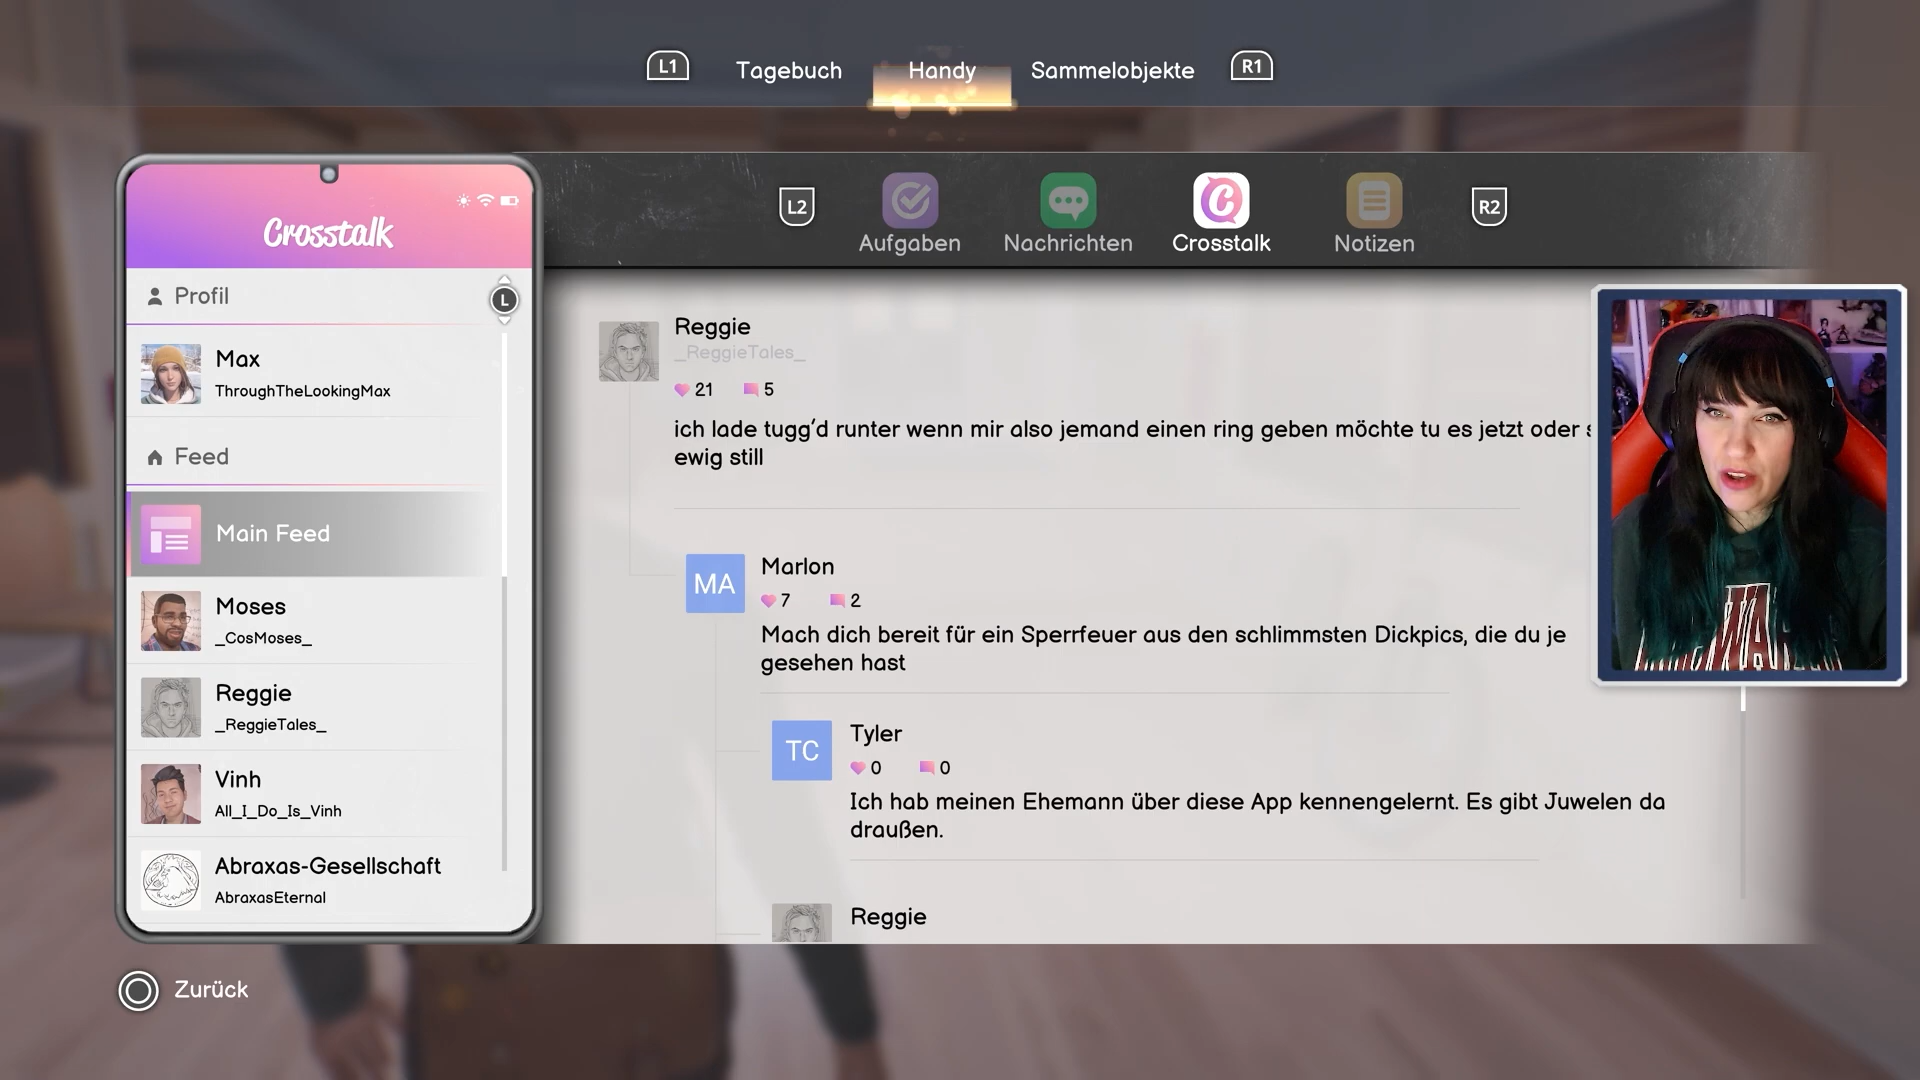 L1 Tagebuch Handy Sammelobjekte R1
Crosstalk
L2 Aufgaben Nachrichten Crosstalk Notizen R2
Profil
L
Max
ThroughTheLookingMax
Feed
Main Feed
Moses
_CosMoses_
Reggie
_ReggieTales_
Vinh
All_I_Do_Is_Vinh
Abraxas-Gesellschaft
AbraxasEternal
Reggie
_ReggieTales_
21 5
ich lade tugg'd runter wenn mir also jemand einen ring geben möchte tu es jetzt oder
ewig still
MA
Marlon
7 2
Mach dich bereit für ein Sperrfeuer aus den schlimmsten Dickpics, die du je
gesehen hast
TC
Tyler
0 0
Ich hab meinen Ehemann über diese App kennengelernt. Es gibt Juwelen da
draußen.
Reggie
Zurück